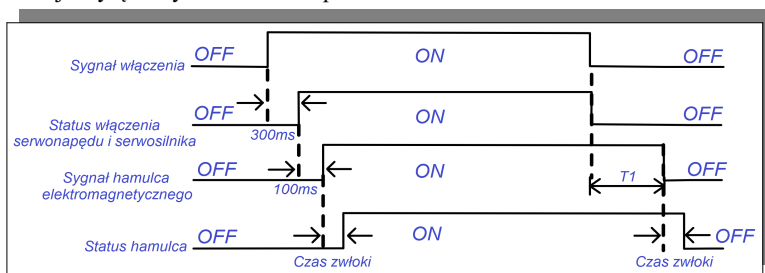 Sygnał włączenia OFF ON OFF
Status włączenia
serwonapędu i serwosilnika OFF ON OFF
300ms
Sygnał hamulca
elektromagnetycznego OFF ON T1 OFF
100ms
Status hamulca OFF ON OFF
Czas zwłoki Czas zwłoki